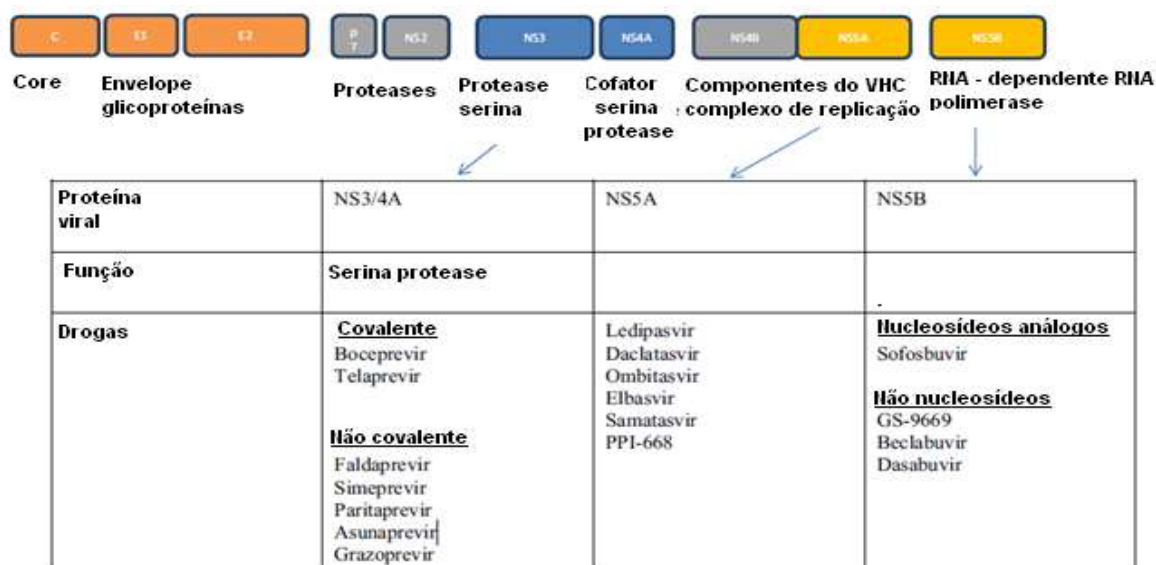 C E1 E2 P7 NS2 NS3 NS4A NS4B NS5A NS5B
Core
Envelope
glicoproteínas
Proteases
Protease
serina
Cofator
serina
protease
Componentes do VHC
complexo de replicação
RNA - dependente RNA
polimerase
Proteína
viral
NS3/4A
NS5A
NS5B
Função
Serina protease
.
Drogas
Covalente
Boceprevir
Telaprevir
Não covalente
Faldaprevir
Simeprevir
Paritaprevir
Asunaprevir
Grazoprevir
Ledipasvir
Daclatasvir
Ombitasvir
Elbasvir
Samatasvir
PPI-668
Nucleosídeos análogos
Sofosbuvir
Não nucleosídeos
GS-9669
Beclabuvir
Dasabuvir